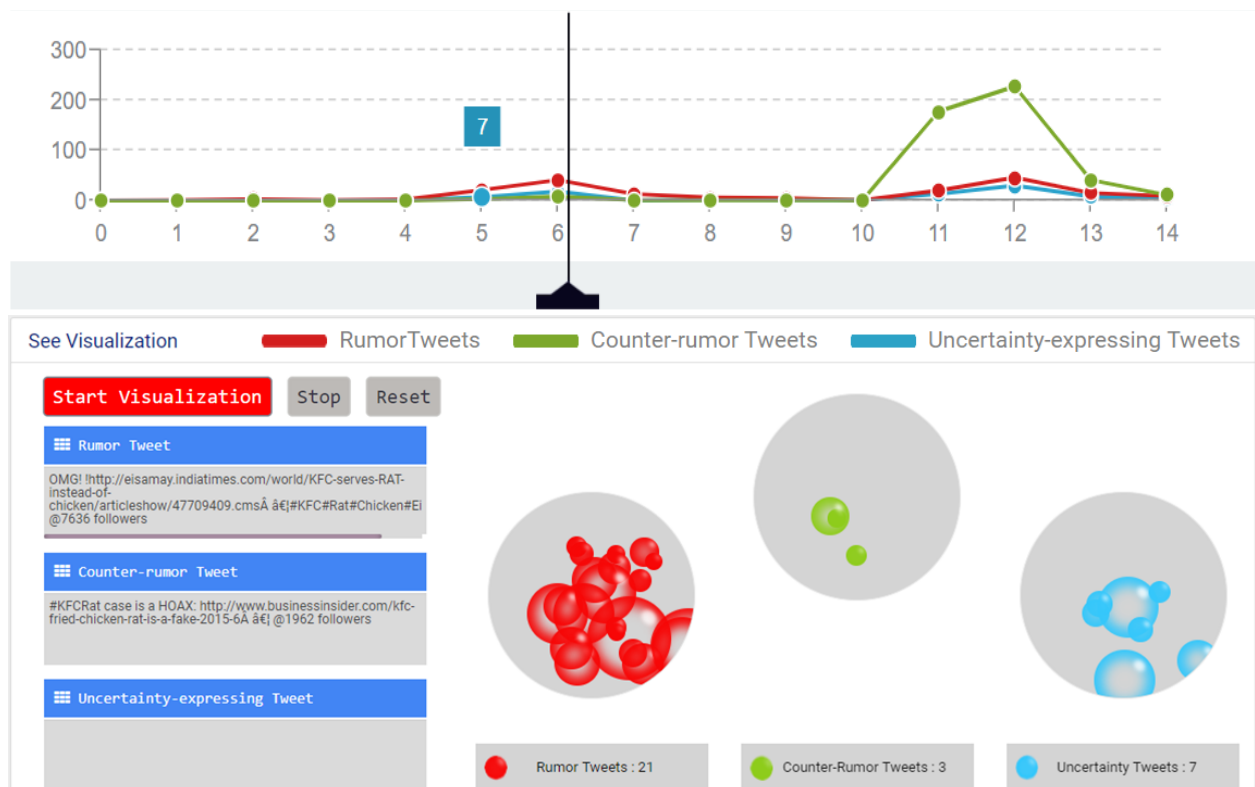 300
200
100
0
7
0 1 2 3 4 5 6 7 8 9 10 11 12 13 14
See Visualization RumorTweets Counter-rumor Tweets Uncertainty-expressing Tweets
Start Visualization Stop Reset
Rumor Tweet
OMG! !http://eisamay.indiatimes.com/world/KFC-serves-RAT-
instead-of-
chicken/articleshow/47709409.cmsÂ â€¦#KFC#Rat#Chicken#Ei
@7636 followers
Counter-rumor Tweet
#KFCRat case is a HOAX: http://www.businessinsider.com/kfc-
fried-chicken-rat-is-a-fake-2015-6Â â€¦ @1962 followers
Uncertainty-expressing Tweet
Rumor Tweets : 21
Counter-Rumor Tweets : 3
Uncertainty Tweets : 7